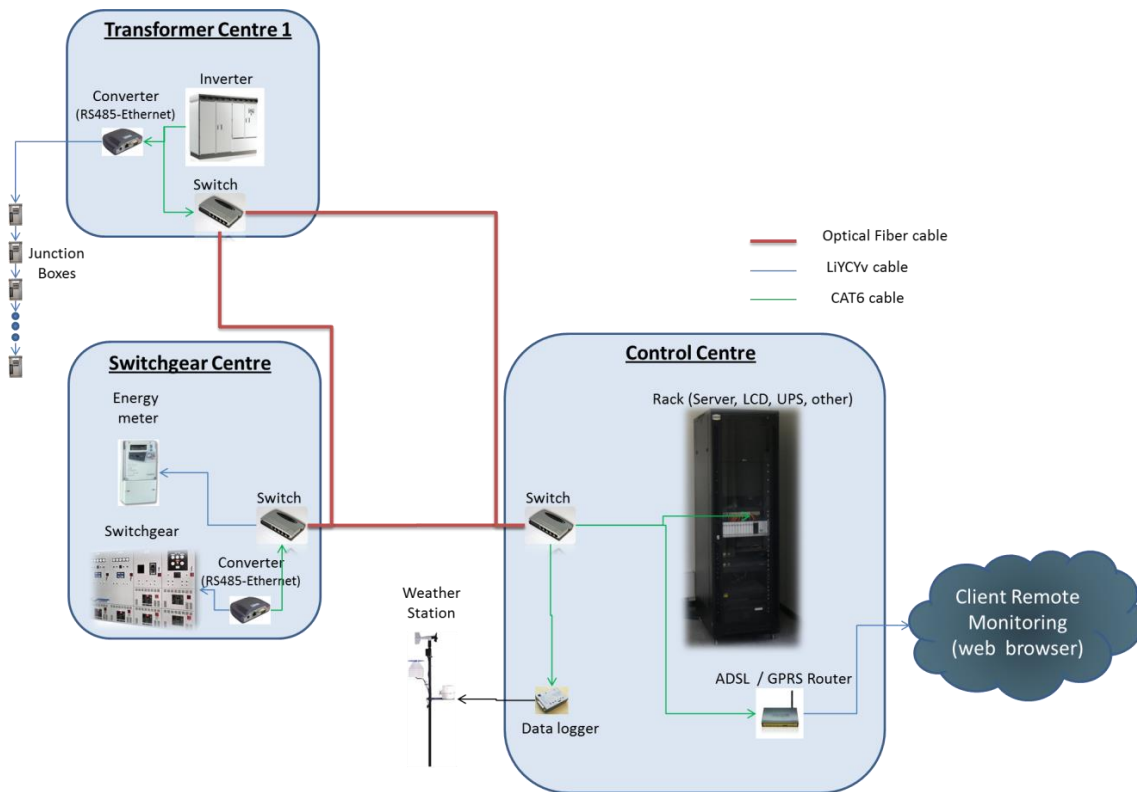 Transformer Centre 1
Inverter
Converter
(RS485-Ethernet)
Switch
Junction
Boxes
Optical Fiber cable
LiYCYv cable
CAT6 cable
Switchgear Centre
Energy
meter
Switch
Switchgear
Converter
(RS485-Ethernet)
Control Centre
Rack (Server, LCD, UPS, other)
Switch
Weather
Station
Data logger
ADSL / GPRS Router
Client Remote
Monitoring
(web browser)